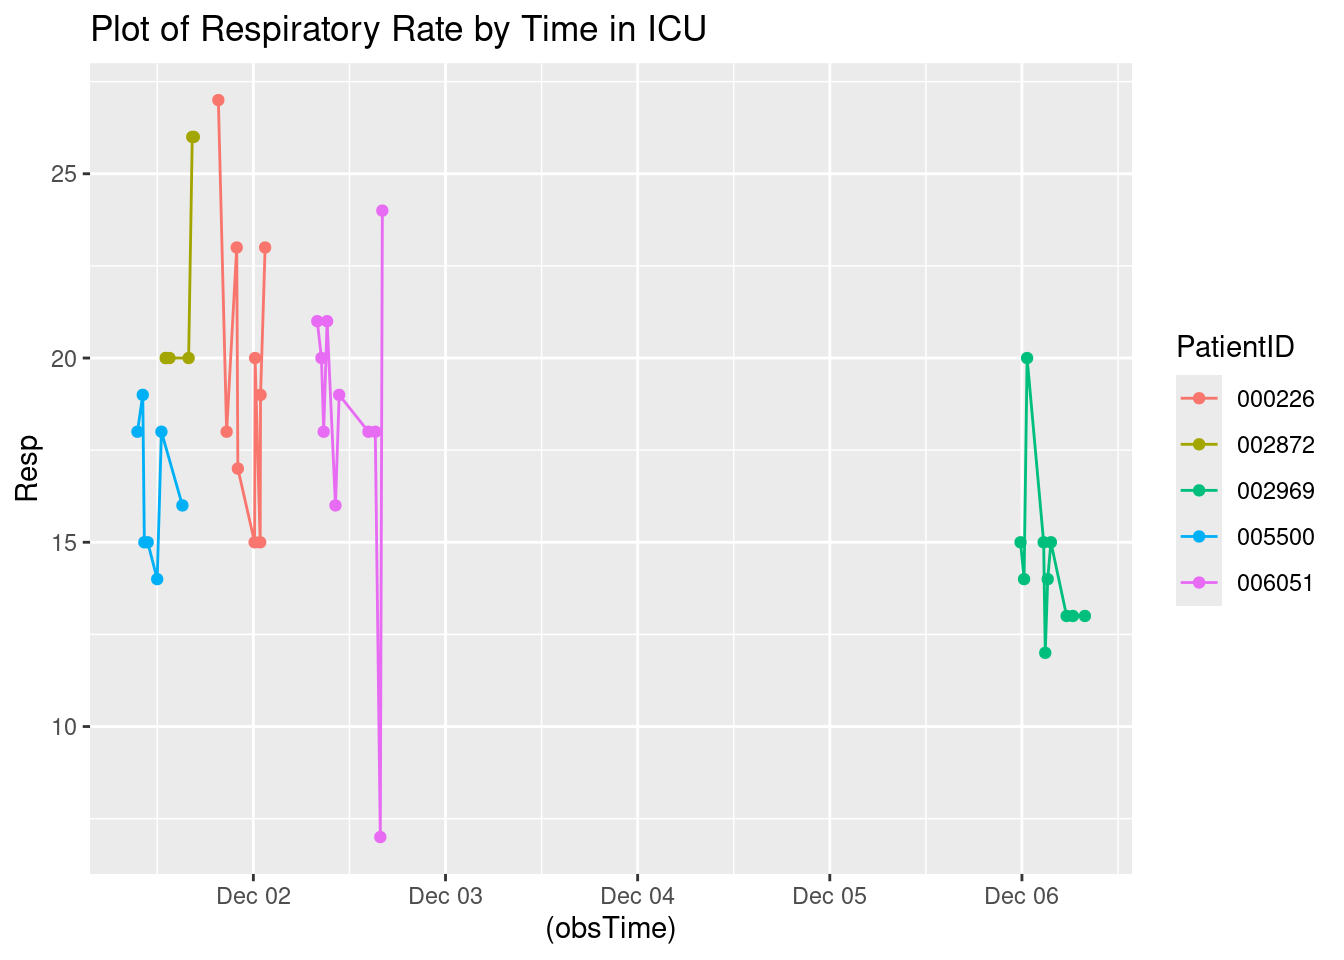 Plot of Respiratory Rate by Time in ICU
25
20
15
10
Resp
Dec 02
Dec 03
Dec 04
Dec 05
Dec 06
(obsTime)
PatientID
000226
002872
002969
005500
006051